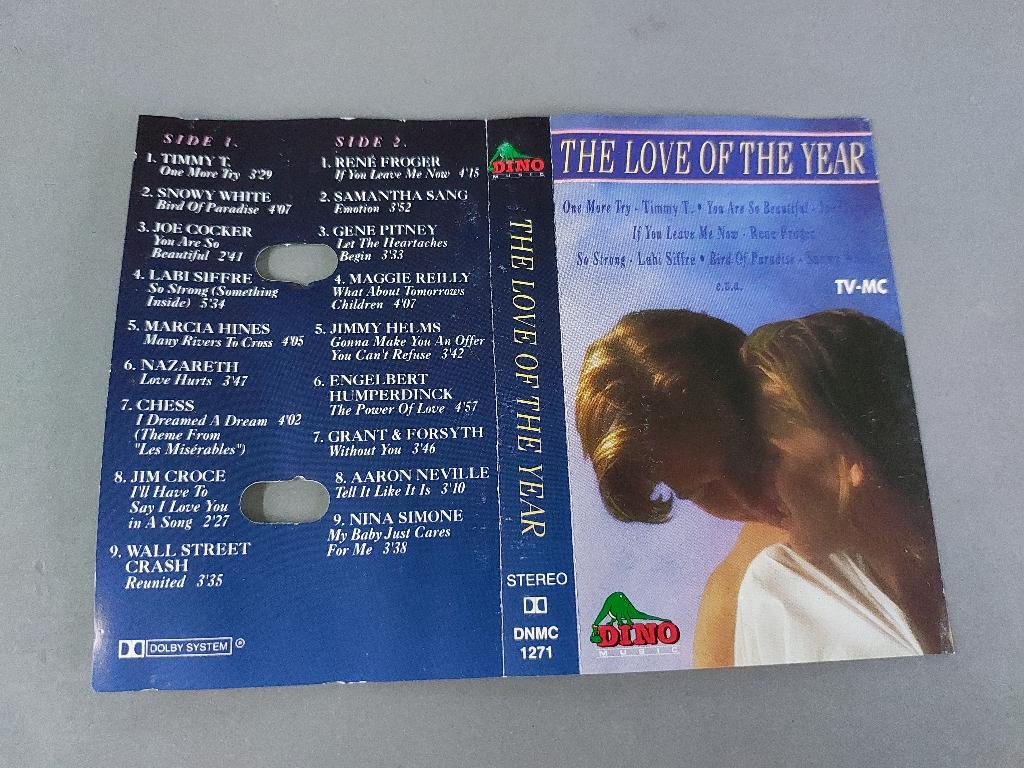 SIDE 1.
1. TIMMY T.
One More Try 3'29
2. SNOWY WHITE
Bird Of Paradise 4'07
3. JOE COCKER
You Are So
Beautiful 2'41
4. LABI SIFFRE
So Strong (Something
Inside) 5'34
5. MARCIA HINES
Many Rivers To Cross 4'05
6. NAZARETH
Love Hurts 3'47
7. CHESS
I Dreamed A Dream 4'02
(Theme From
"Les Misérables")
8. JIM CROCE
I'll Have To
Say I Love You
in A Song 2'27
9. WALL STREET
CRASH
Reunited 3'35
DOLBY SYSTEM ®
SIDE 2.
1. RENÉ FROGER
If You Leave Me Now 4'15
2. SAMANTHA SANG
Emotion 3'52
3. GENE PITNEY
Let The Heartaches
Begin 3'33
4. MAGGIE REILLY
What About Tomorrows
Children 4'07
5. JIMMY HELMS
Gonna Make You An Offer
You Can't Refuse 3'42
6. ENGELBERT
HUMPERDINCK
The Power Of Love 4'57
7. GRANT & FORSYTH
Without You 3'46
8. AARON NEVILLE
Tell It Like It Is 3'10
9. NINA SIMONE
My Baby Just Cares
For Me 3'38
DINO
MUSIC
THE LOVE OF THE YEAR
STEREO
DNMC
1271
THE LOVE OF THE YEAR
One More Try - Timmy T. • You Are So Beautiful -
If You Leave Me Now - René Froger
So Strong - Labi Siffre • Bird Of Paradise - Snowy
e.v.a.
TV-MC
DINO
MUSIC